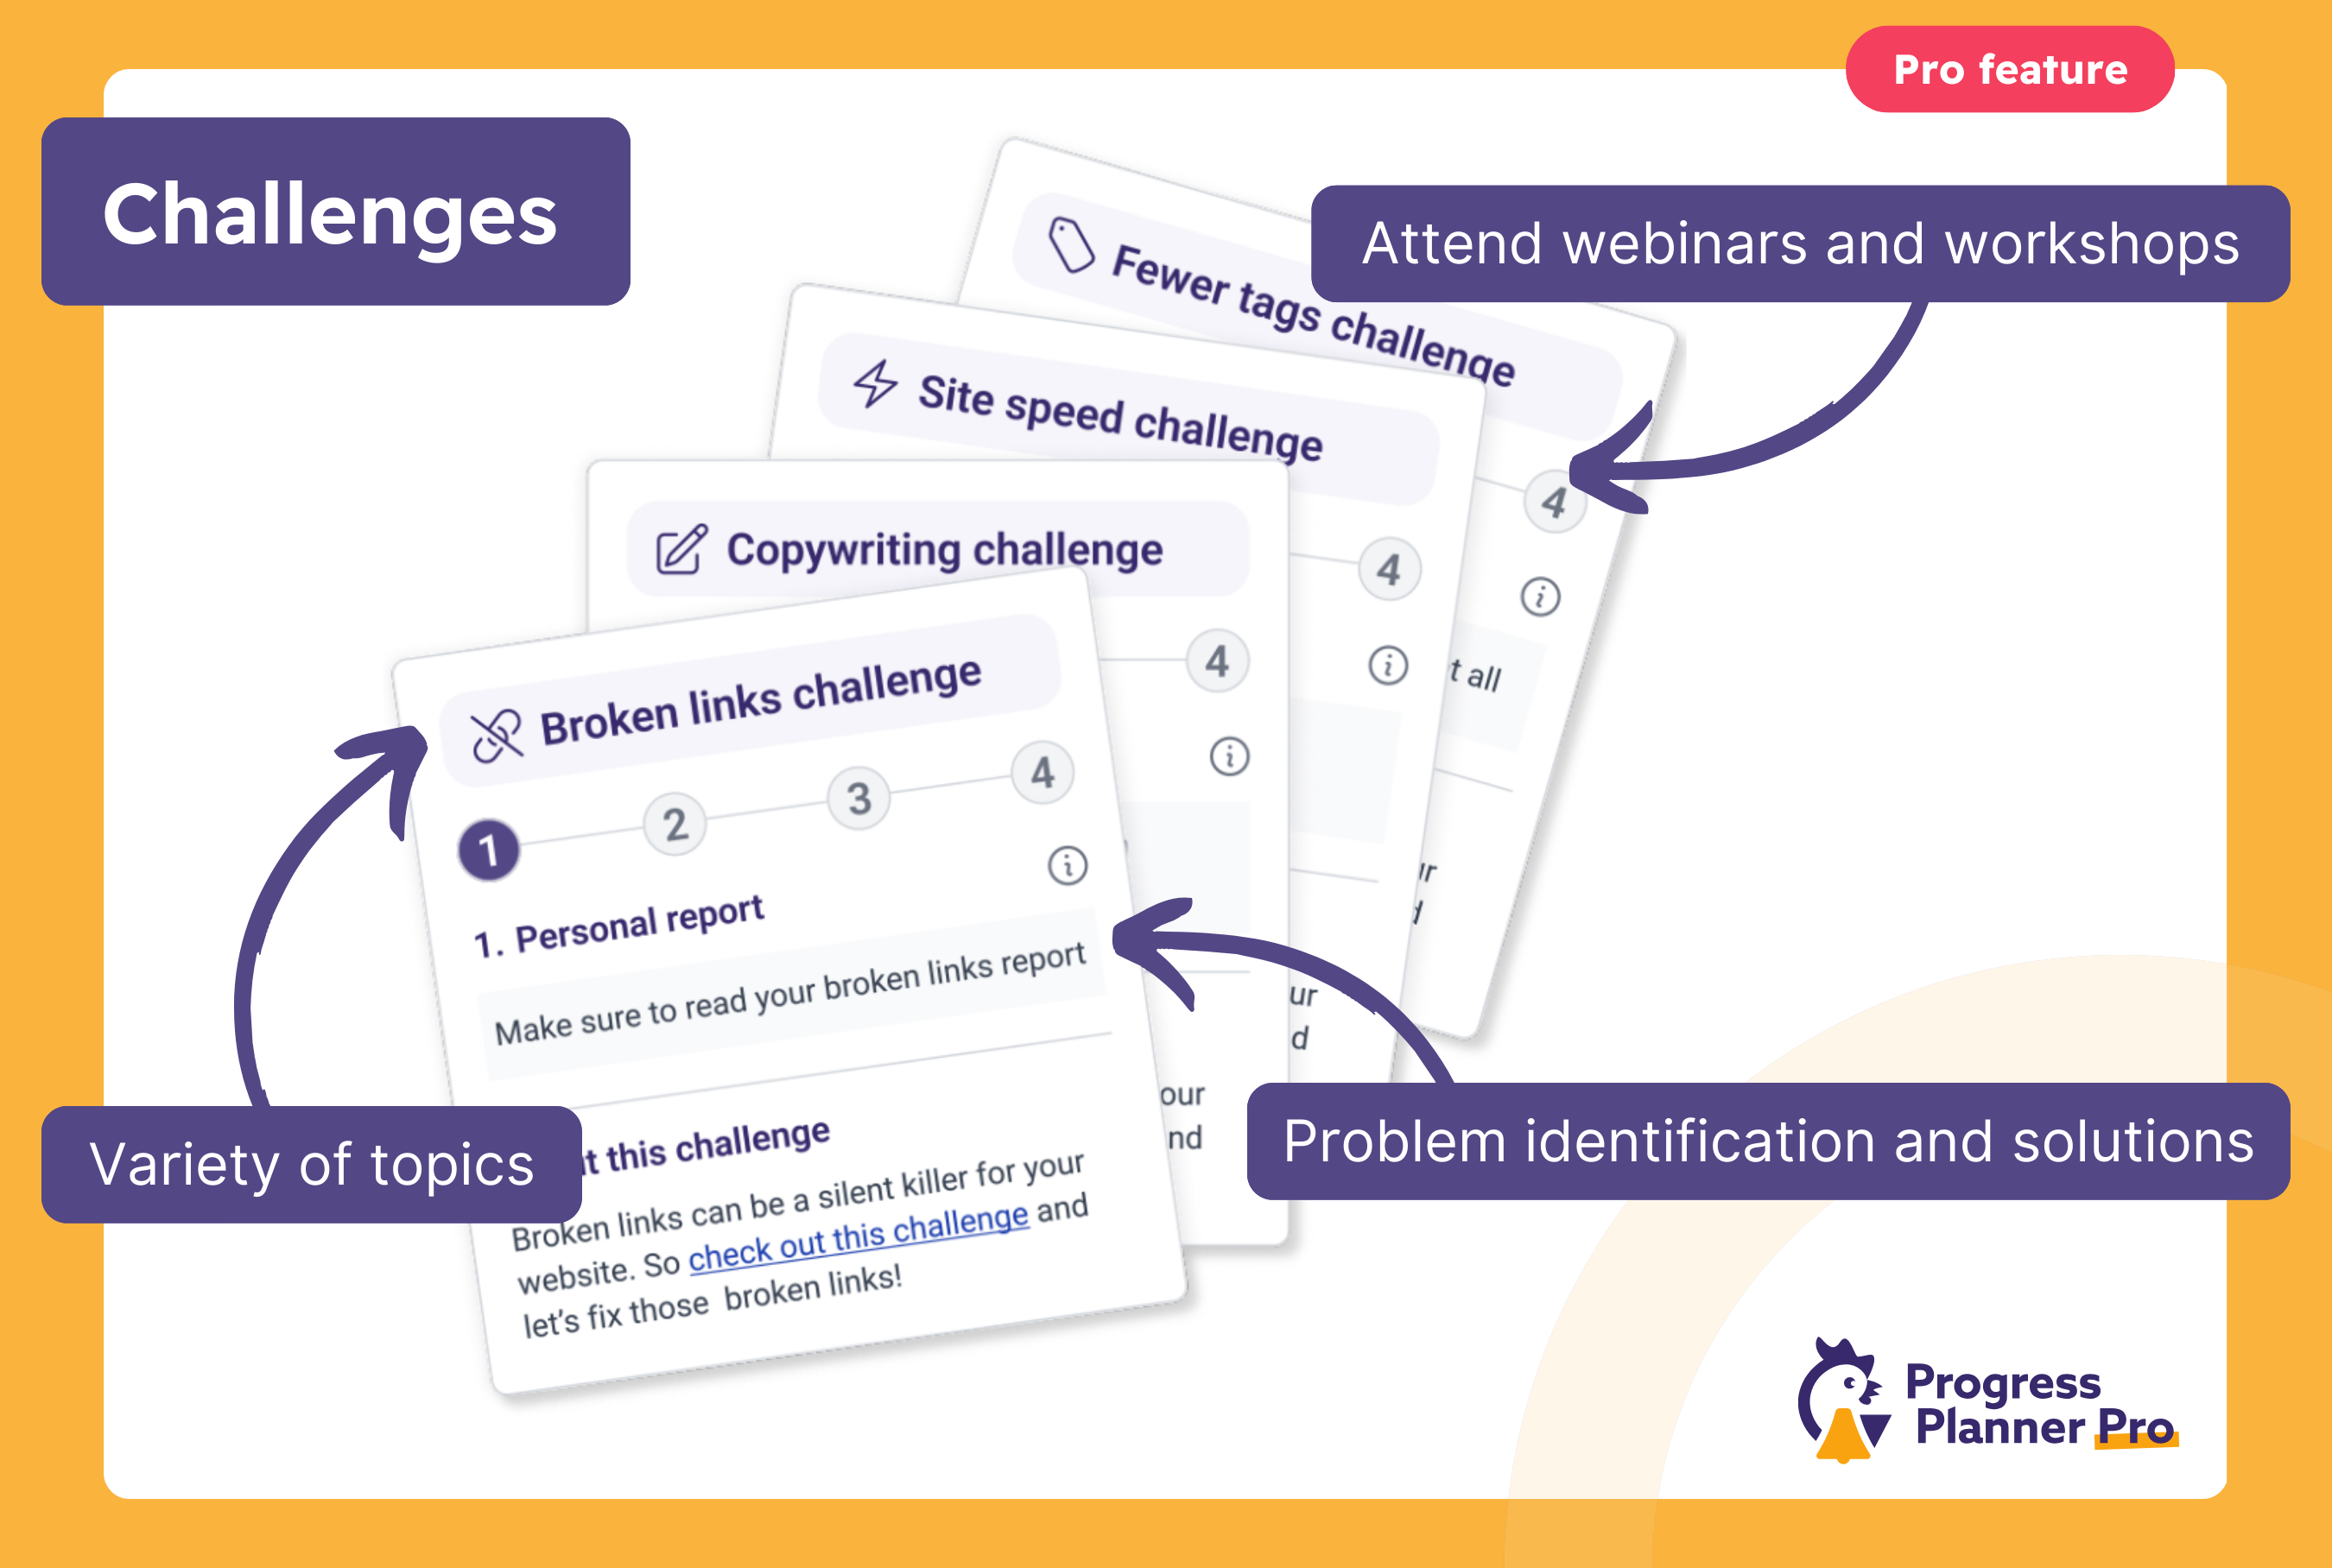 Pro feature
Challenges
Attend webinars and workshops
Fewer tags challenge
4
t all
Site speed challenge
4
ur
d
Copywriting challenge
4
our
nd
Broken links challenge
1 2 3 4
1. Personal report
Make sure to read your broken links report
t this challenge
Broken links can be a silent killer for your
website. So check out this challenge and
let's fix those broken links!
Variety of topics
Problem identification and solutions
Progress
Planner Pro